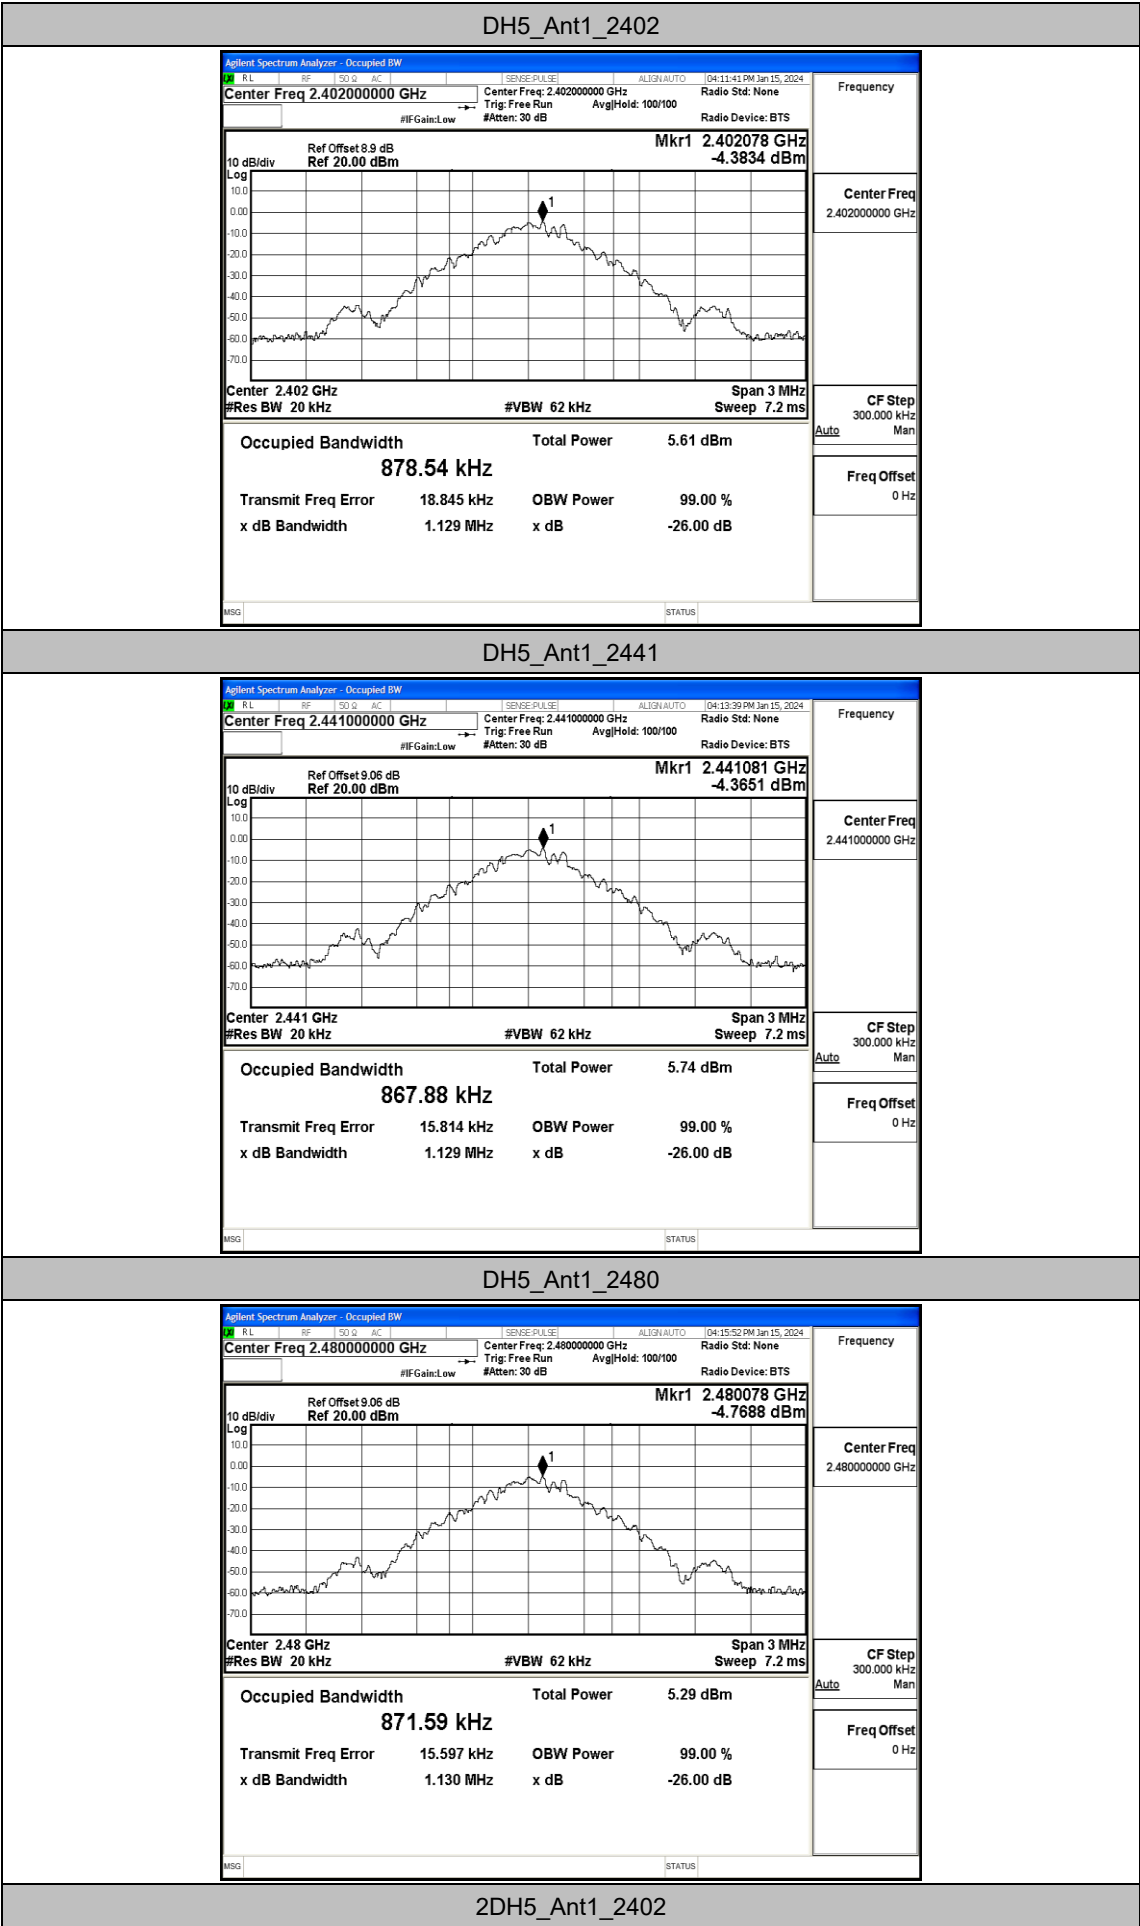 DH5_Ant1_2402
Agilent Spectrum Analyzer - Occupied BW
RL RF 50 Ω AC SENSE:PULSE ALIGN AUTO 04:11:41 PM Jan 15, 2024
Center Freq 2.402000000 GHz
Center Freq: 2.402000000 GHz Radio Std: None
Trig: Free Run Avg|Hold: 100/100
#IFGain:Low #Atten: 30 dB Radio Device: BTS
Frequency
Mkr1 2.402078 GHz
-4.3834 dBm
Ref Offset 8.9 dB
10 dB/div Ref 20.00 dBm
Log
10.0
0.00
-10.0
-20.0
-30.0
-40.0
-50.0
-60.0
-70.0
1
Center Freq
2.402000000 GHz
Center 2.402 GHz Span 3 MHz
#Res BW 20 kHz #VBW 62 kHz Sweep 7.2 ms
CF Step
300.000 kHz
Auto Man
Occupied Bandwidth Total Power 5.61 dBm
878.54 kHz
Transmit Freq Error 18.845 kHz OBW Power 99.00 %
x dB Bandwidth 1.129 MHz x dB -26.00 dB
Freq Offset
0 Hz
MSG STATUS
DH5_Ant1_2441
Agilent Spectrum Analyzer - Occupied BW
RL RF 50 Ω AC SENSE:PULSE ALIGN AUTO 04:13:39 PM Jan 15, 2024
Center Freq 2.441000000 GHz
Center Freq: 2.441000000 GHz Radio Std: None
Trig: Free Run Avg|Hold: 100/100
#IFGain:Low #Atten: 30 dB Radio Device: BTS
Frequency
Mkr1 2.441081 GHz
-4.3651 dBm
Ref Offset 9.06 dB
10 dB/div Ref 20.00 dBm
Log
10.0
0.00
-10.0
-20.0
-30.0
-40.0
-50.0
-60.0
-70.0
1
Center Freq
2.441000000 GHz
Center 2.441 GHz Span 3 MHz
#Res BW 20 kHz #VBW 62 kHz Sweep 7.2 ms
CF Step
300.000 kHz
Auto Man
Occupied Bandwidth Total Power 5.74 dBm
867.88 kHz
Transmit Freq Error 15.814 kHz OBW Power 99.00 %
x dB Bandwidth 1.129 MHz x dB -26.00 dB
Freq Offset
0 Hz
MSG STATUS
DH5_Ant1_2480
Agilent Spectrum Analyzer - Occupied BW
RL RF 50 Ω AC SENSE:PULSE ALIGN AUTO 04:15:52 PM Jan 15, 2024
Center Freq 2.480000000 GHz
Center Freq: 2.480000000 GHz Radio Std: None
Trig: Free Run Avg|Hold: 100/100
#IFGain:Low #Atten: 30 dB Radio Device: BTS
Frequency
Mkr1 2.480078 GHz
-4.7688 dBm
Ref Offset 9.06 dB
10 dB/div Ref 20.00 dBm
Log
10.0
0.00
-10.0
-20.0
-30.0
-40.0
-50.0
-60.0
-70.0
1
Center Freq
2.480000000 GHz
Center 2.48 GHz Span 3 MHz
#Res BW 20 kHz #VBW 62 kHz Sweep 7.2 ms
CF Step
300.000 kHz
Auto Man
Occupied Bandwidth Total Power 5.29 dBm
871.59 kHz
Transmit Freq Error 15.597 kHz OBW Power 99.00 %
x dB Bandwidth 1.130 MHz x dB -26.00 dB
Freq Offset
0 Hz
MSG STATUS
2DH5_Ant1_2402